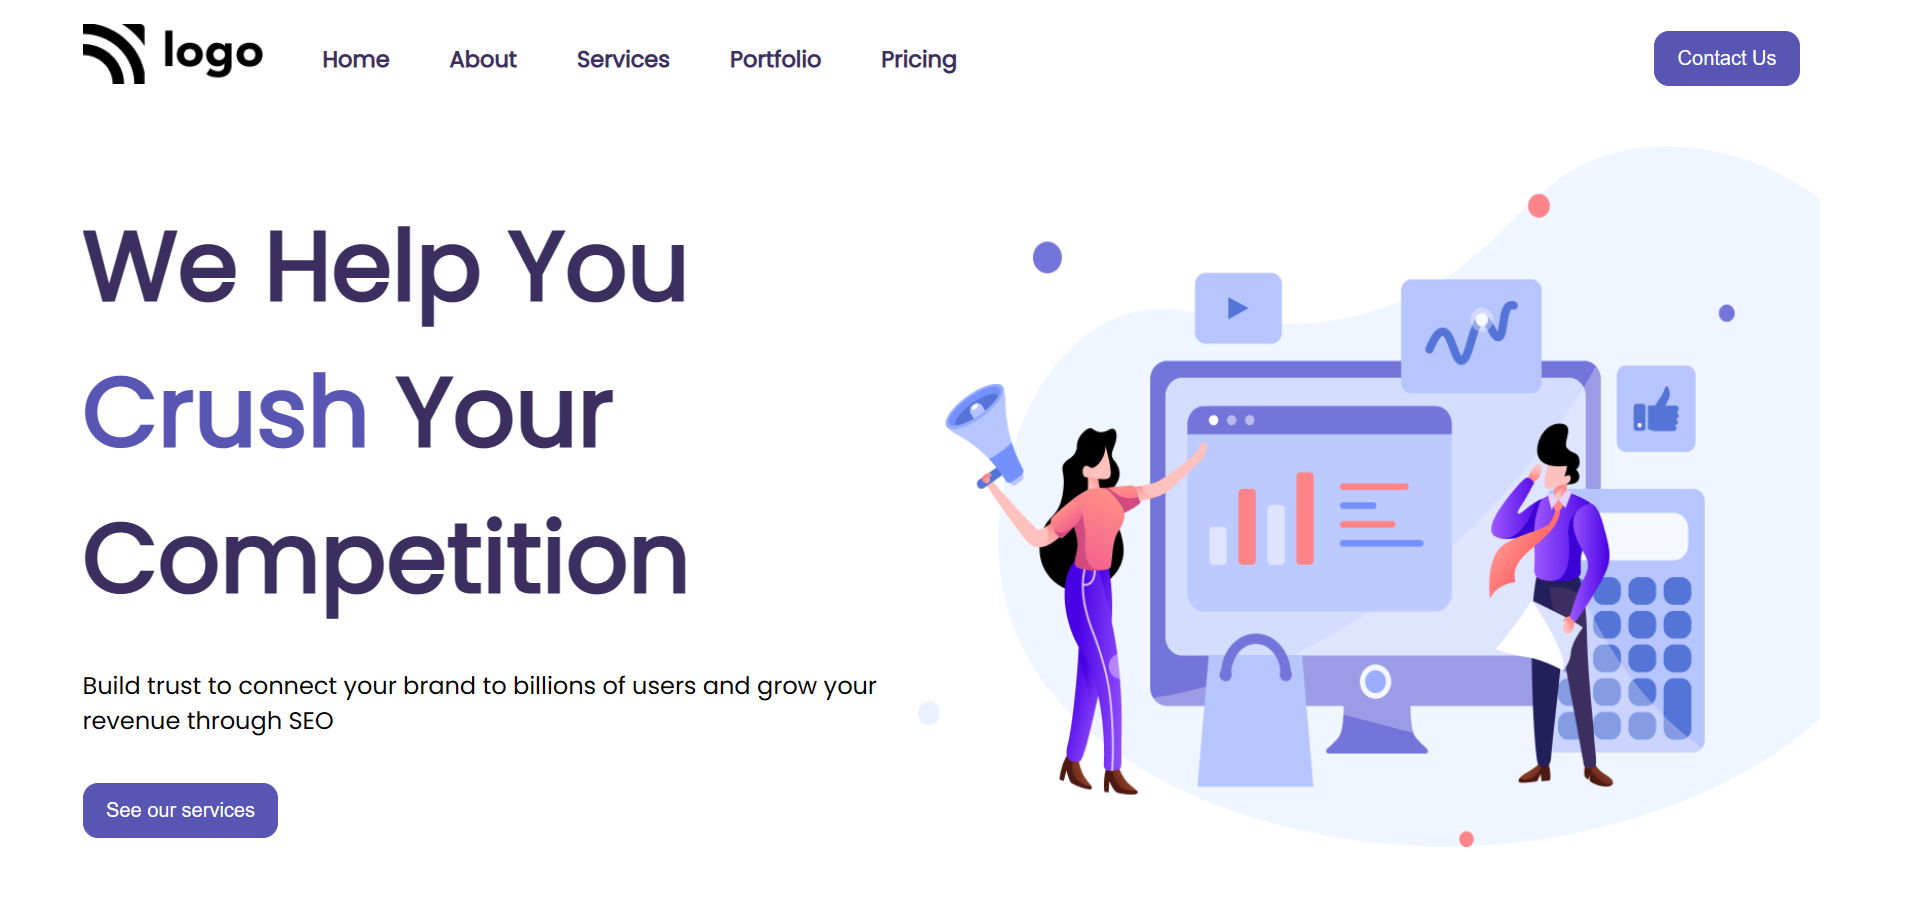 logo
Home About Services Portfolio Pricing
Contact Us
We Help You
Crush Your
Competition
Build trust to connect your brand to billions of users and grow your
revenue through SEO
See our services